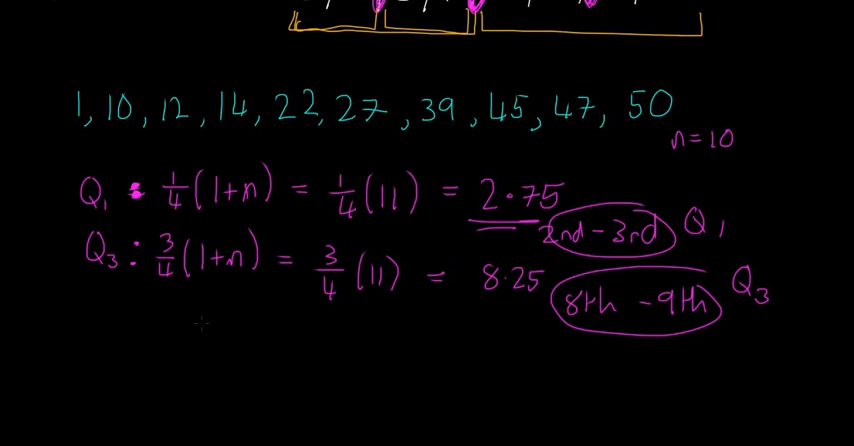 1, 10, 12, 14, 22, 27, 39, 45, 47, 50
n = 10
Q₁ : ¼(1+n) = ¼(11) = 2.75
2nd - 3rd Q₁
Q₃ : ¾(1+n) = ¾(11) = 8.25
8th - 9th Q₃